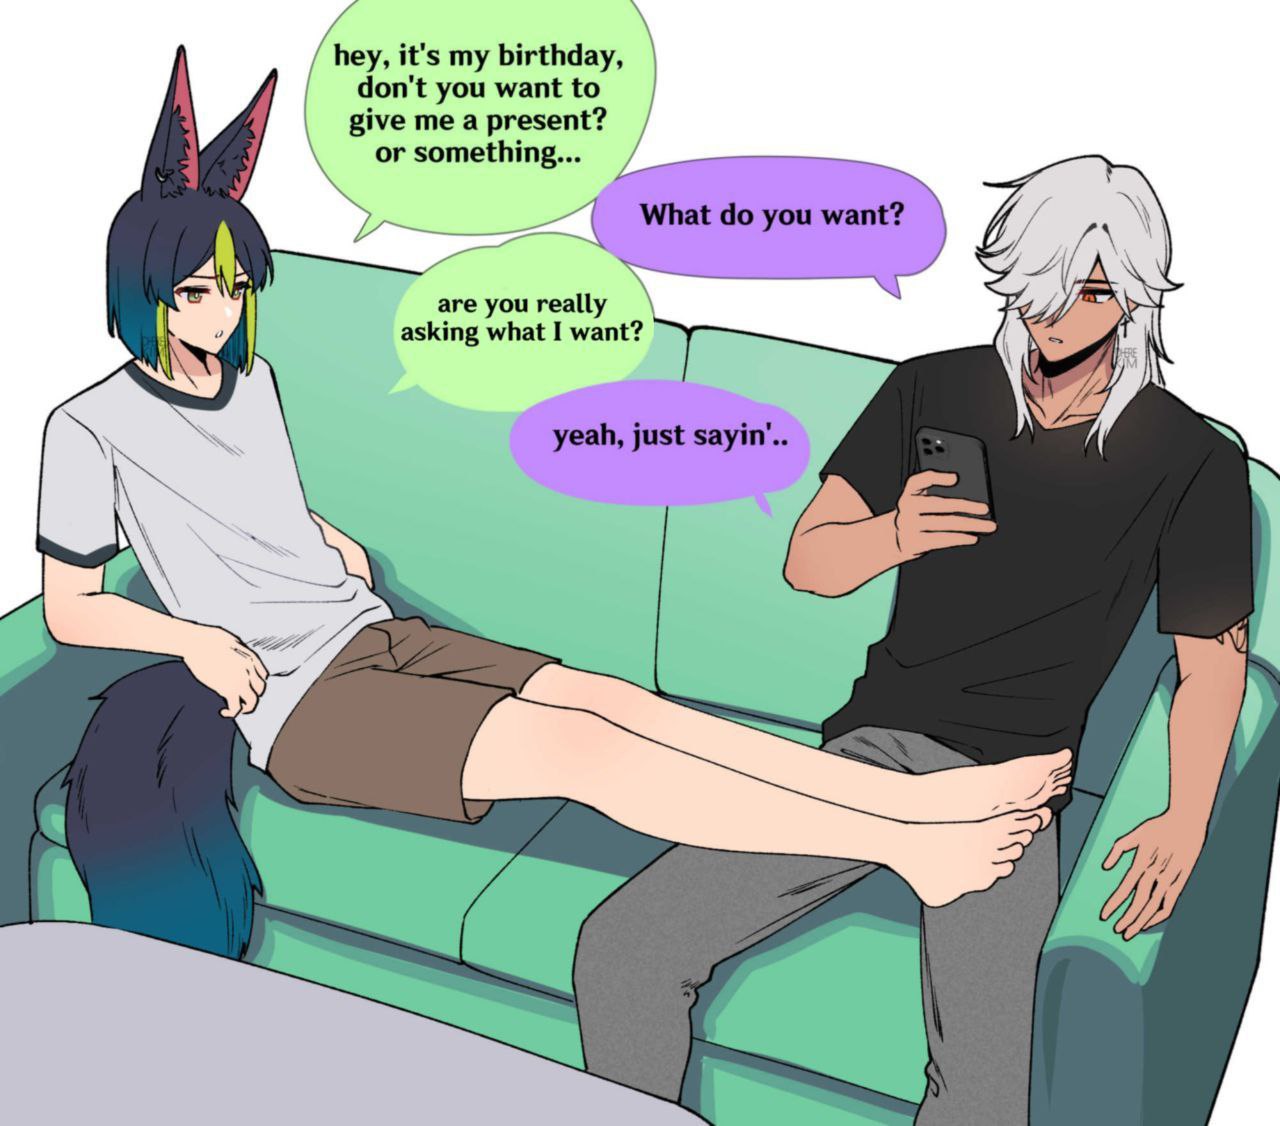 hey, it's my birthday,
don't you want to
give me a present?
or something...
What do you want?
are you really
asking what I want?
yeah, just sayin'..